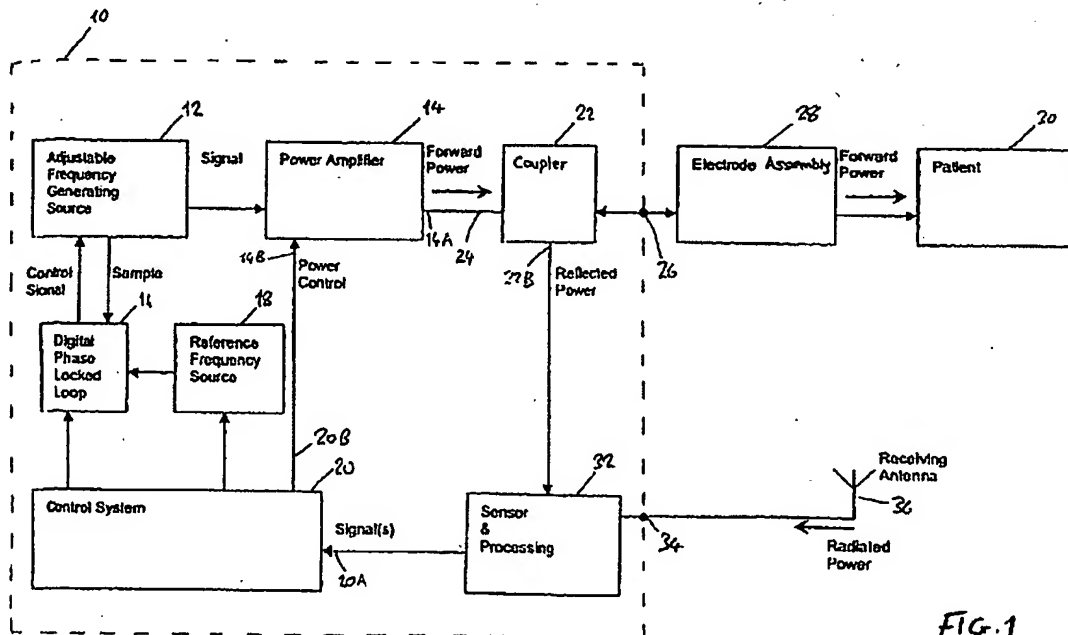 10
12
14
22
28
30
Adjustable
Frequency
Generating
Source
Signal
Power Amplifier
Forward
Power
Coupler
Electrode Assembly
Forward
Power
Patient
14A
24
26
14B
Power
Control
22B
Reflected
Power
Control
Signal
Sample
18
Digital
Phase
Locked
Loop
Reference
Frequency
Source
20B
20
32
Receiving
Antenna
36
Control System
Signal(s)
20A
Sensor
&
Processing
34
Radiated
Power
FIG.1